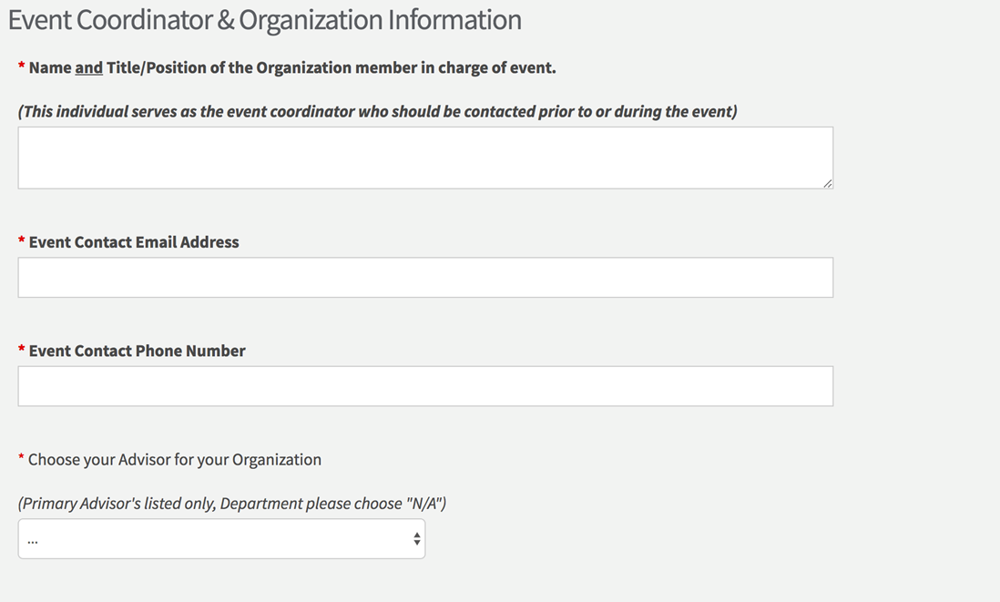 Event Coordinator & Organization Information
* Name and Title/Position of the Organization member in charge of event.
(This individual serves as the event coordinator who should be contacted prior to or during the event)
* Event Contact Email Address
* Event Contact Phone Number
* Choose your Advisor for your Organization
(Primary Advisor's listed only, Department please choose "N/A")
...